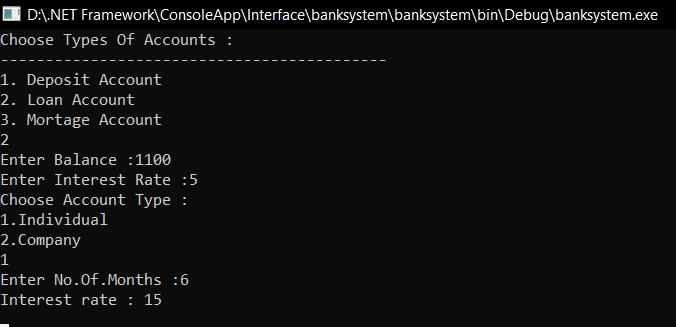 D:\.NET Framework\ConsoleApp\Interface\banksystem\banksystem\bin\Debug\banksystem.exe
Choose Types Of Accounts :
-------------------------------------------
1. Deposit Account
2. Loan Account
3. Mortage Account
2
Enter Balance :1100
Enter Interest Rate :5
Choose Account Type :
1.Individual
2.Company
1
Enter No.Of.Months :6
Interest rate : 15